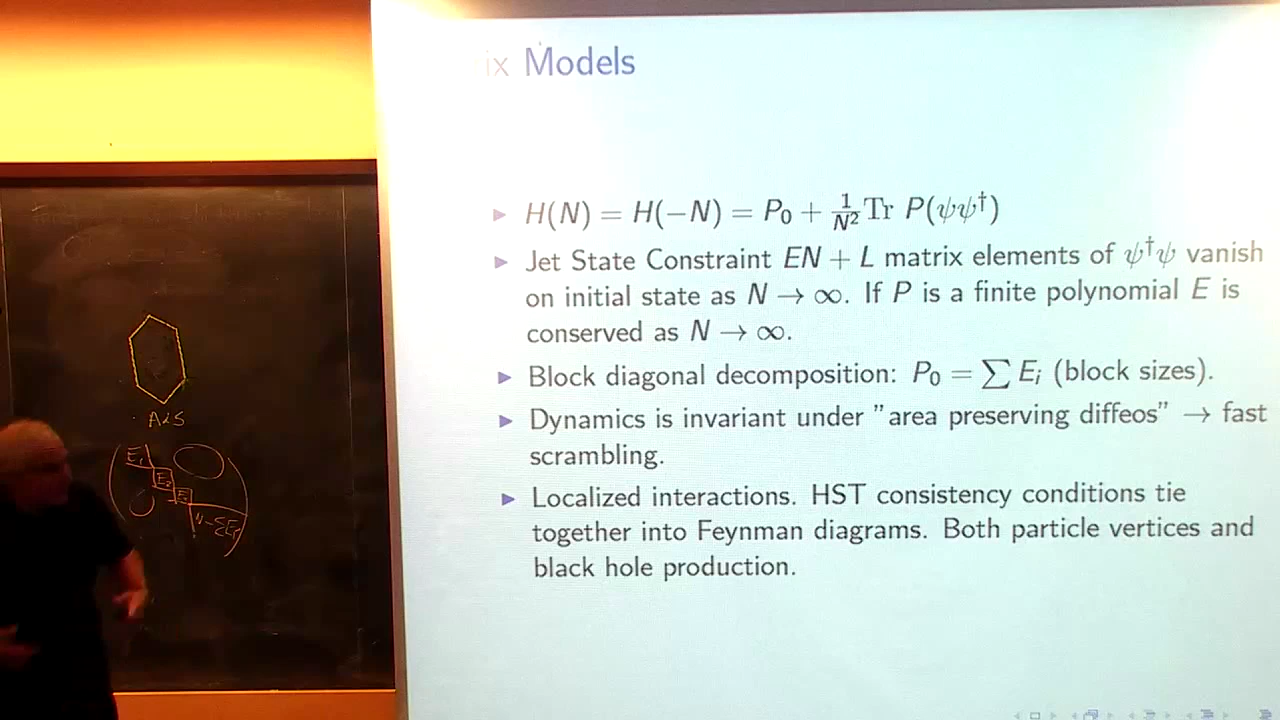 ix Models
▶ H(N) = H(−N) = P₀ + 1/N² Tr P(ψψ†)
▶ Jet State Constraint EN + L matrix elements of ψ†ψ vanish
on initial state as N → ∞. If P is a finite polynomial E is
conserved as N → ∞.
▶ Block diagonal decomposition: P₀ = ∑ Eᵢ (block sizes).
▶ Dynamics is invariant under "area preserving diffeos" → fast
scrambling.
▶ Localized interactions. HST consistency conditions tie
together into Feynman diagrams. Both particle vertices and
black hole production.
E₁
E₂
E₃